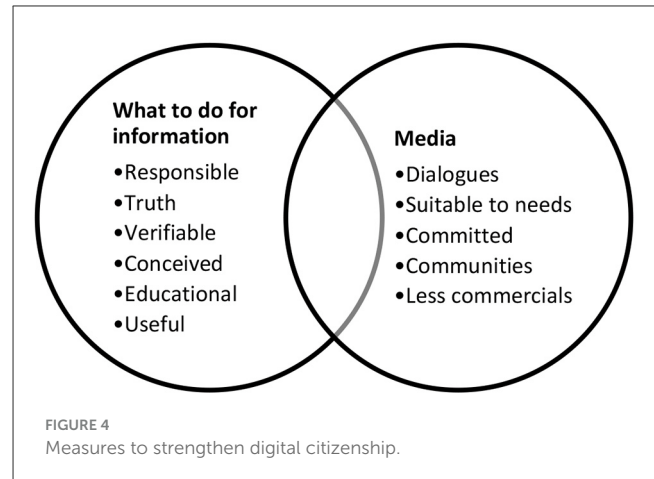 What to do for
information
•Responsible
•Truth
•Verifiable
•Conceived
•Educational
•Useful
Media
•Dialogues
•Suitable to needs
•Committed
•Communities
•Less commercials
FIGURE 4
Measures to strengthen digital citizenship.